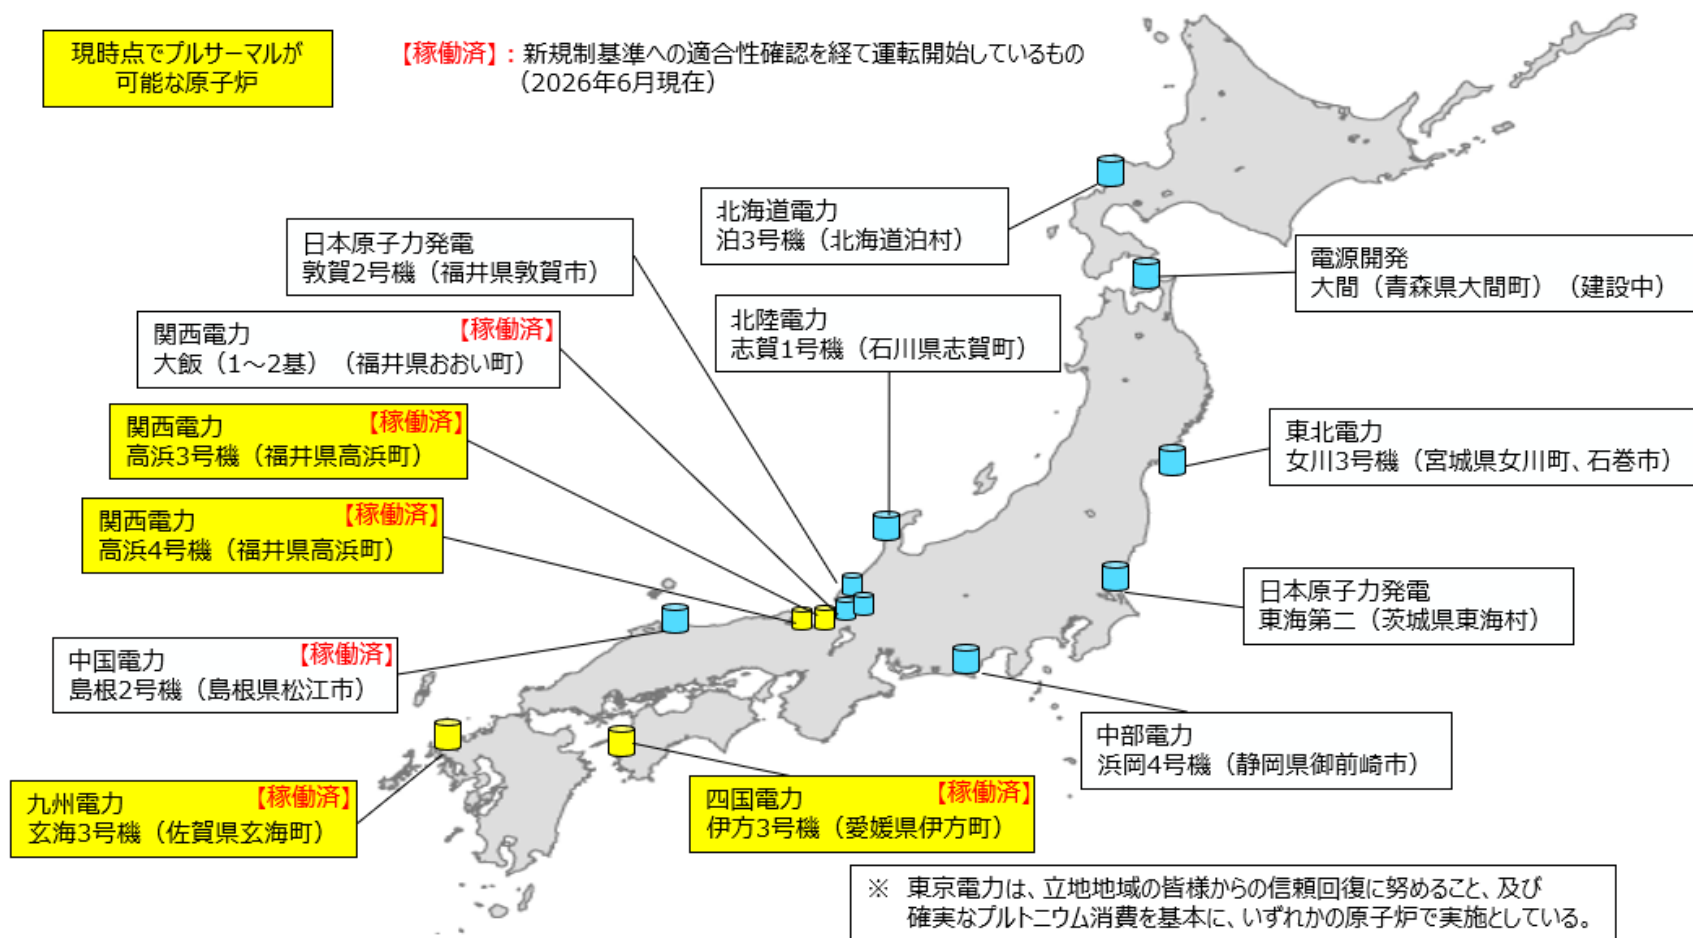 現時点でプルサーマルが
可能な原子炉
【稼働済】：新規制基準への適合性確認を経て運転開始しているもの
（2026年6月現在）
北海道電力
泊3号機（北海道泊村）
日本原子力発電
敦賀2号機（福井県敦賀市）
電源開発
大間（青森県大間町）（建設中）
関西電力 【稼働済】
大飯（1～2基）（福井県おおい町）
北陸電力
志賀1号機（石川県志賀町）
関西電力 【稼働済】
高浜3号機（福井県高浜町）
東北電力
女川3号機（宮城県女川町、石巻市）
関西電力 【稼働済】
高浜4号機（福井県高浜町）
日本原子力発電
東海第二（茨城県東海村）
中国電力 【稼働済】
島根2号機（島根県松江市）
中部電力
浜岡4号機（静岡県御前崎市）
九州電力 【稼働済】
玄海3号機（佐賀県玄海町）
四国電力 【稼働済】
伊方3号機（愛媛県伊方町）
※ 東京電力は、立地地域の皆様からの信頼回復に努めること、及び
確実なプルトニウム消費を基本に、いずれかの原子炉で実施としている。